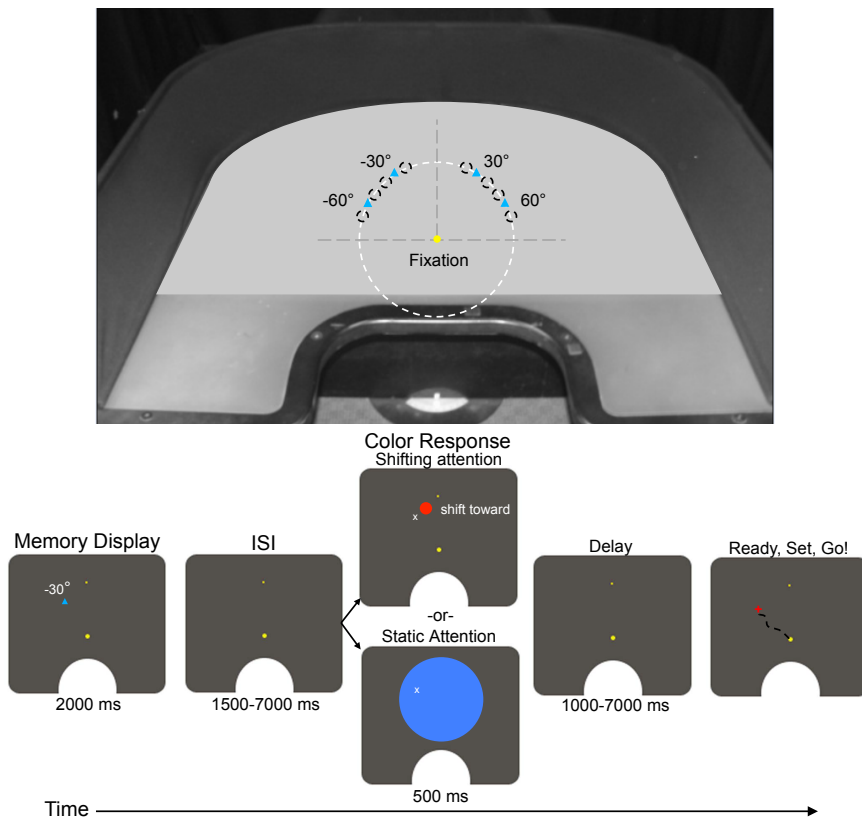 -30° 30°
-60° 60°
Fixation
Color Response
Shifting attention
x shift toward
Memory Display
ISI
Delay
Ready, Set, Go!
-30°
-or-
Static Attention
x
2000 ms
1500-7000 ms
1000-7000 ms
500 ms
Time